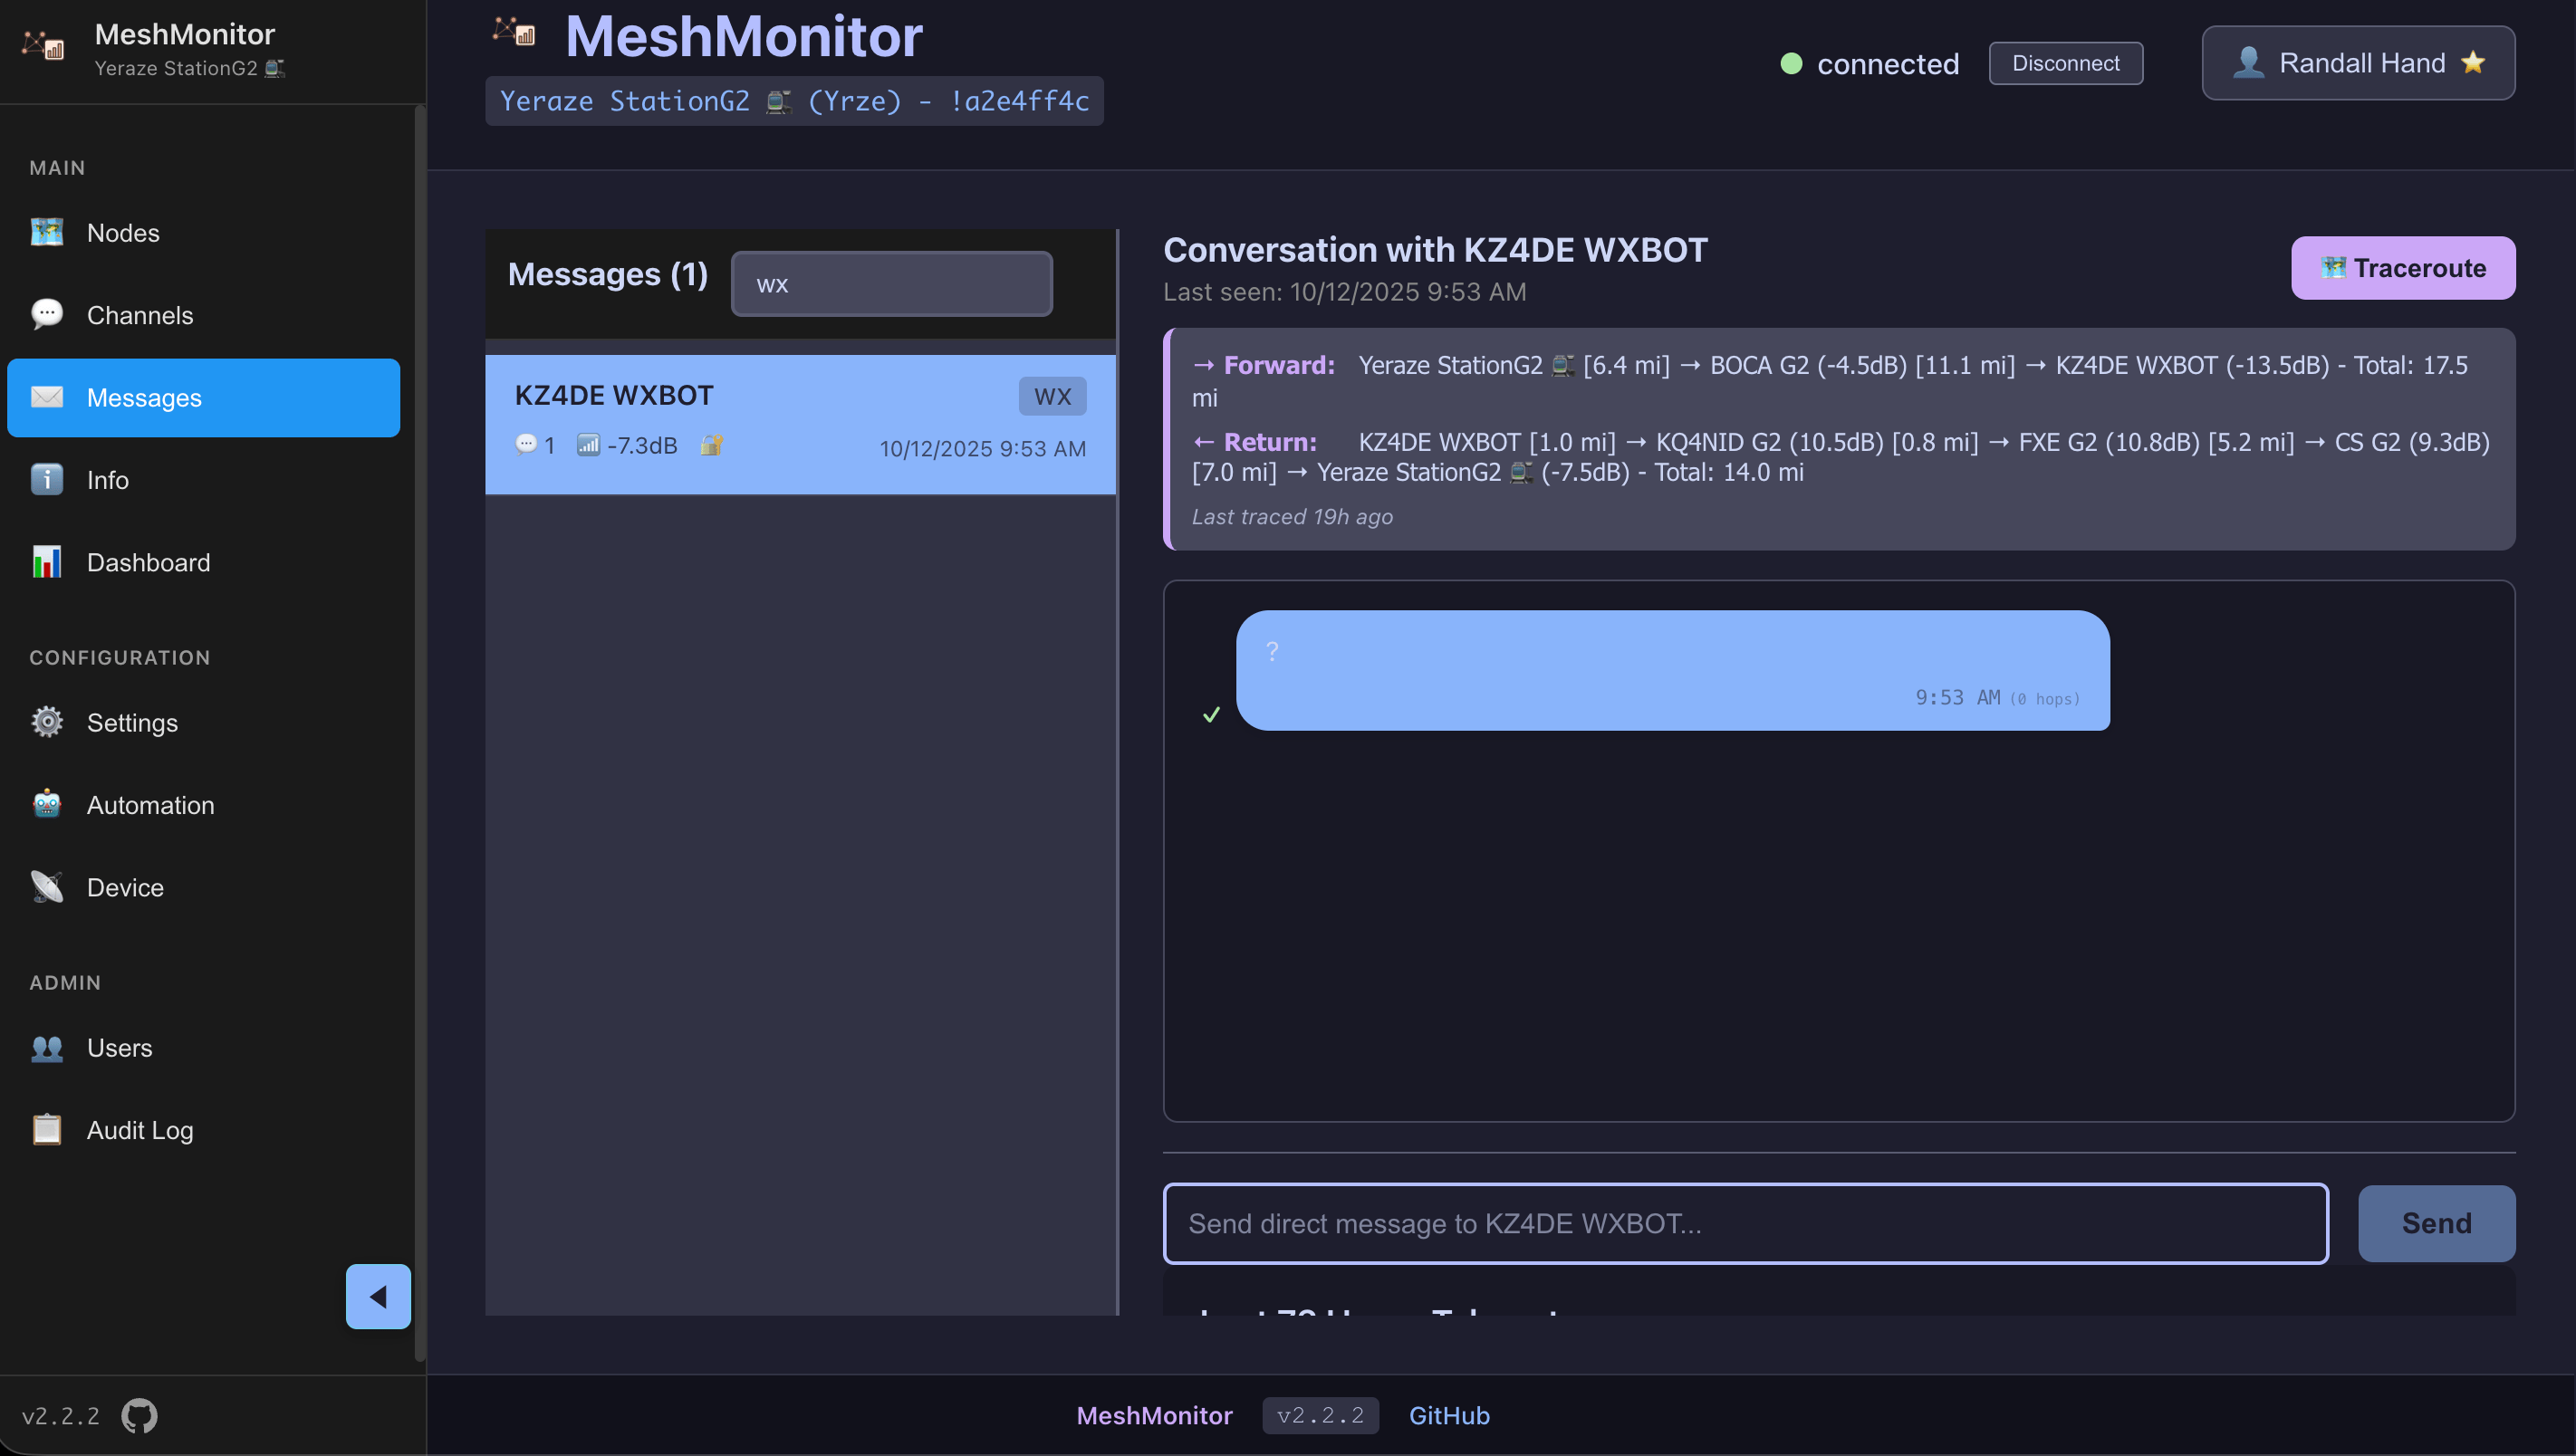 MeshMonitor
Yeraze StationG2
MAIN
Nodes
Channels
Messages
Info
Dashboard
CONFIGURATION
Settings
Automation
Device
ADMIN
Users
Audit Log
v2.2.2
MeshMonitor
Yeraze StationG2 (Yrze) - !a2e4ff4c
connected
Disconnect
Randall Hand
Messages (1)
wx
KZ4DE WXBOT
WX
1 -7.3dB
10/12/2025 9:53 AM
Conversation with KZ4DE WXBOT
Last seen: 10/12/2025 9:53 AM
Traceroute
→ Forward: Yeraze StationG2 [6.4 mi] → BOCA G2 (-4.5dB) [11.1 mi] → KZ4DE WXBOT (-13.5dB) - Total: 17.5
mi
← Return: KZ4DE WXBOT [1.0 mi] → KQ4NID G2 (10.5dB) [0.8 mi] → FXE G2 (10.8dB) [5.2 mi] → CS G2 (9.3dB)
[7.0 mi] → Yeraze StationG2 (-7.5dB) - Total: 14.0 mi
Last traced 19h ago
?
9:53 AM (0 hops)
Send direct message to KZ4DE WXBOT...
Send
MeshMonitor
v2.2.2
GitHub